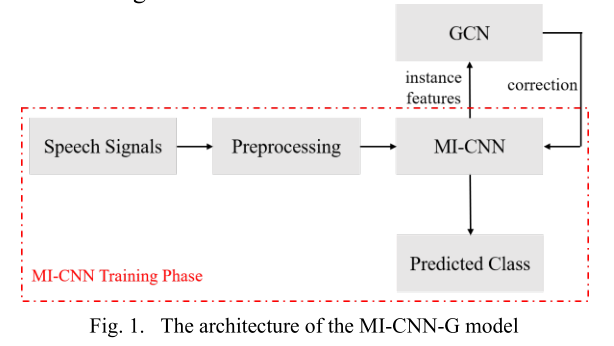 GCN
instance
features
correction
Speech Signals
Preprocessing
MI-CNN
Predicted Class
MI-CNN Training Phase
Fig. 1. The architecture of the MI-CNN-G model